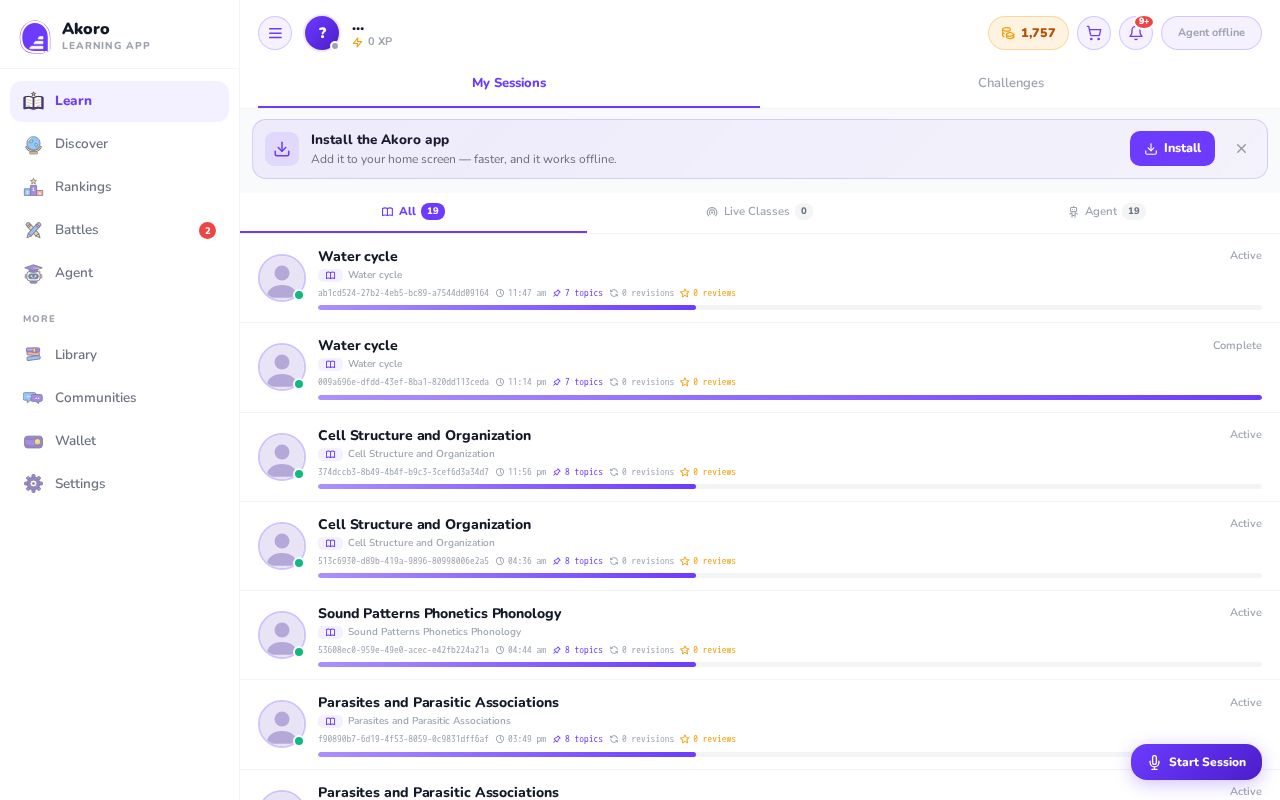 Akoro
LEARNING APP
Learn
Discover
Rankings
Battles
2
Agent
MORE
Library
Communities
Wallet
Settings
?
...
0 XP
1,757
9+
Agent offline
My Sessions
Challenges
Install the Akoro app
Add it to your home screen — faster, and it works offline.
Install
All 19
Live Classes 0
Agent 19
Water cycle
Active
Water cycle
ab1cd524-27b2-4eb5-bc89-a7544dd09164 11:47 am 7 topics 0 revisions 0 reviews
Water cycle
Complete
Water cycle
009a696e-dfdd-43ef-8ba1-820dd113ceda 11:14 pm 7 topics 0 revisions 0 reviews
Cell Structure and Organization
Active
Cell Structure and Organization
374dccb3-8b49-4b4f-b9c3-3cef6d3a34d7 11:56 pm 8 topics 0 revisions 0 reviews
Cell Structure and Organization
Active
Cell Structure and Organization
513c6930-d89b-419a-9896-80998006e2a5 04:36 am 8 topics 0 revisions 0 reviews
Sound Patterns Phonetics Phonology
Active
Sound Patterns Phonetics Phonology
53608ec0-959e-49e0-acec-e42fb224a21a 04:44 am 8 topics 0 revisions 0 reviews
Parasites and Parasitic Associations
Active
Parasites and Parasitic Associations
f90890b7-6d19-4f53-8059-0c9831dff6af 03:49 pm 8 topics 0 revisions 0 reviews
Start Session
Parasites and Parasitic Associations
Active